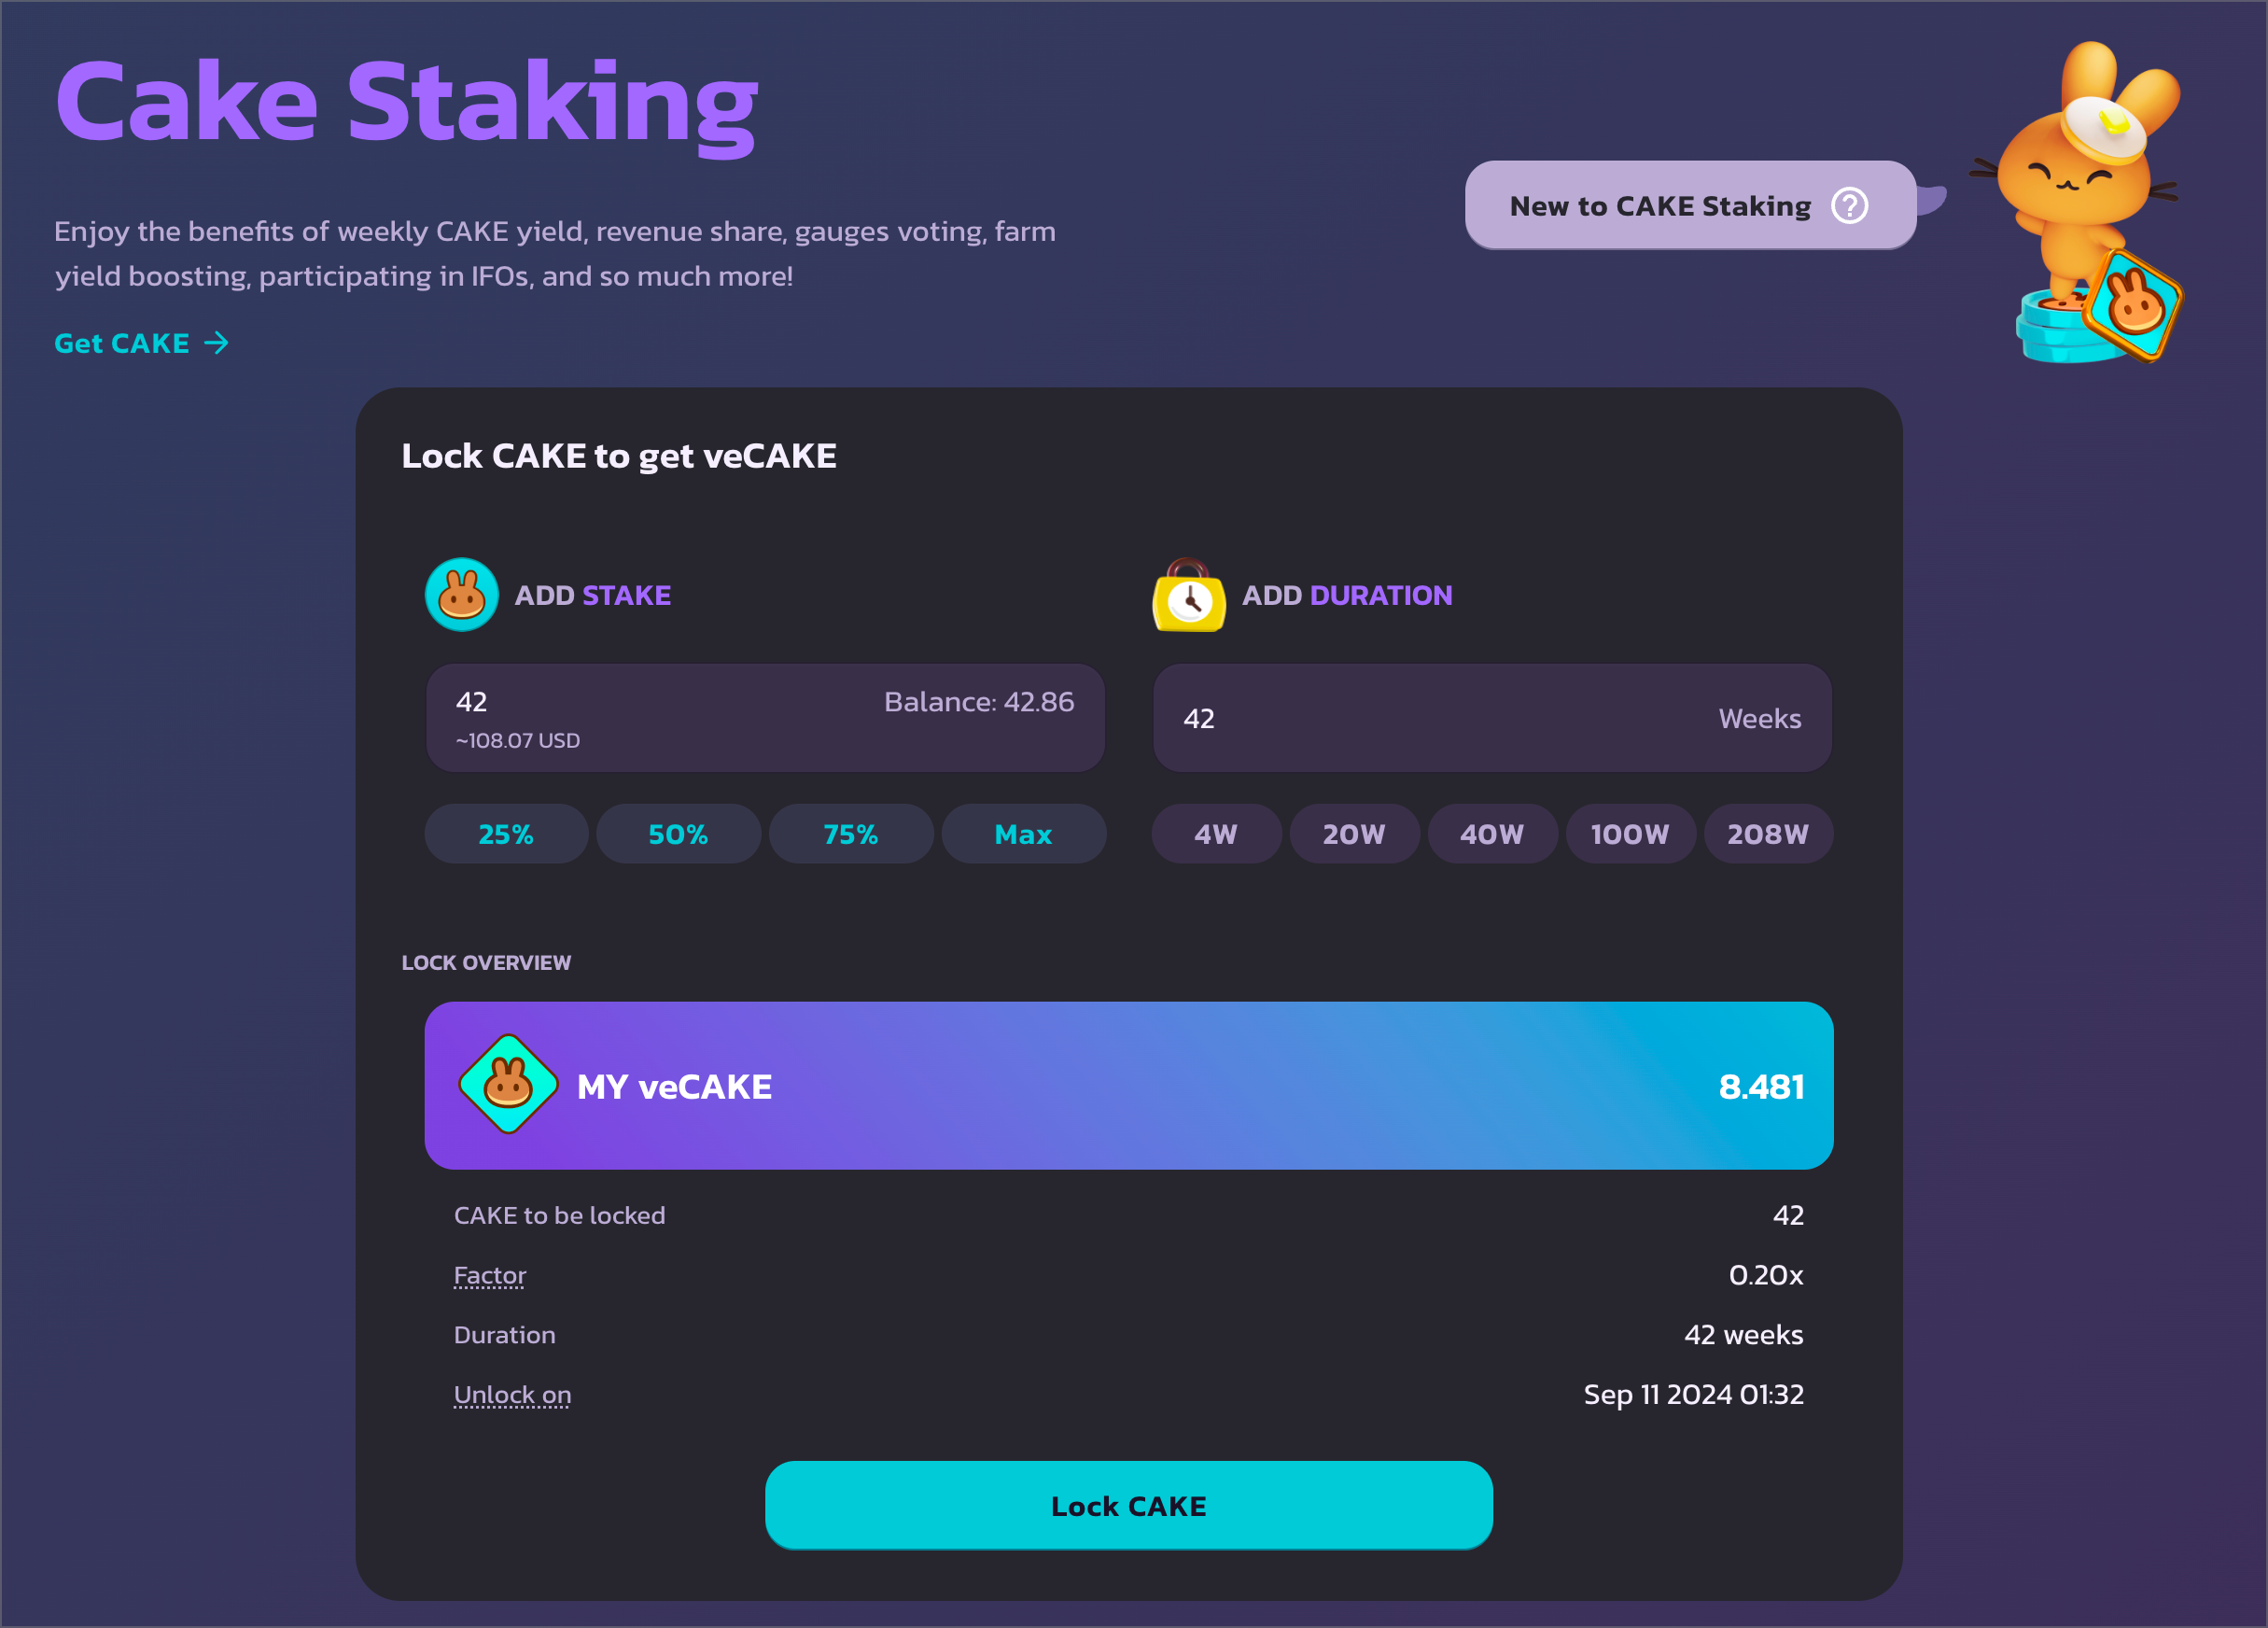 Cake Staking
Enjoy the benefits of weekly CAKE yield, revenue share, gauges voting, farm
yield boosting, participating in IFOs, and so much more!
Get CAKE
New to CAKE Staking ?
Lock CAKE to get veCAKE
ADD STAKE
42
Balance: 42.86
~108.07 USD
25% 50% 75% Max
ADD DURATION
42 Weeks
4W 20W 40W 100W 208W
LOCK OVERVIEW
MY veCAKE 8.481
CAKE to be locked 42
Factor 0.20x
Duration 42 weeks
Unlock on Sep 11 2024 01:32
Lock CAKE